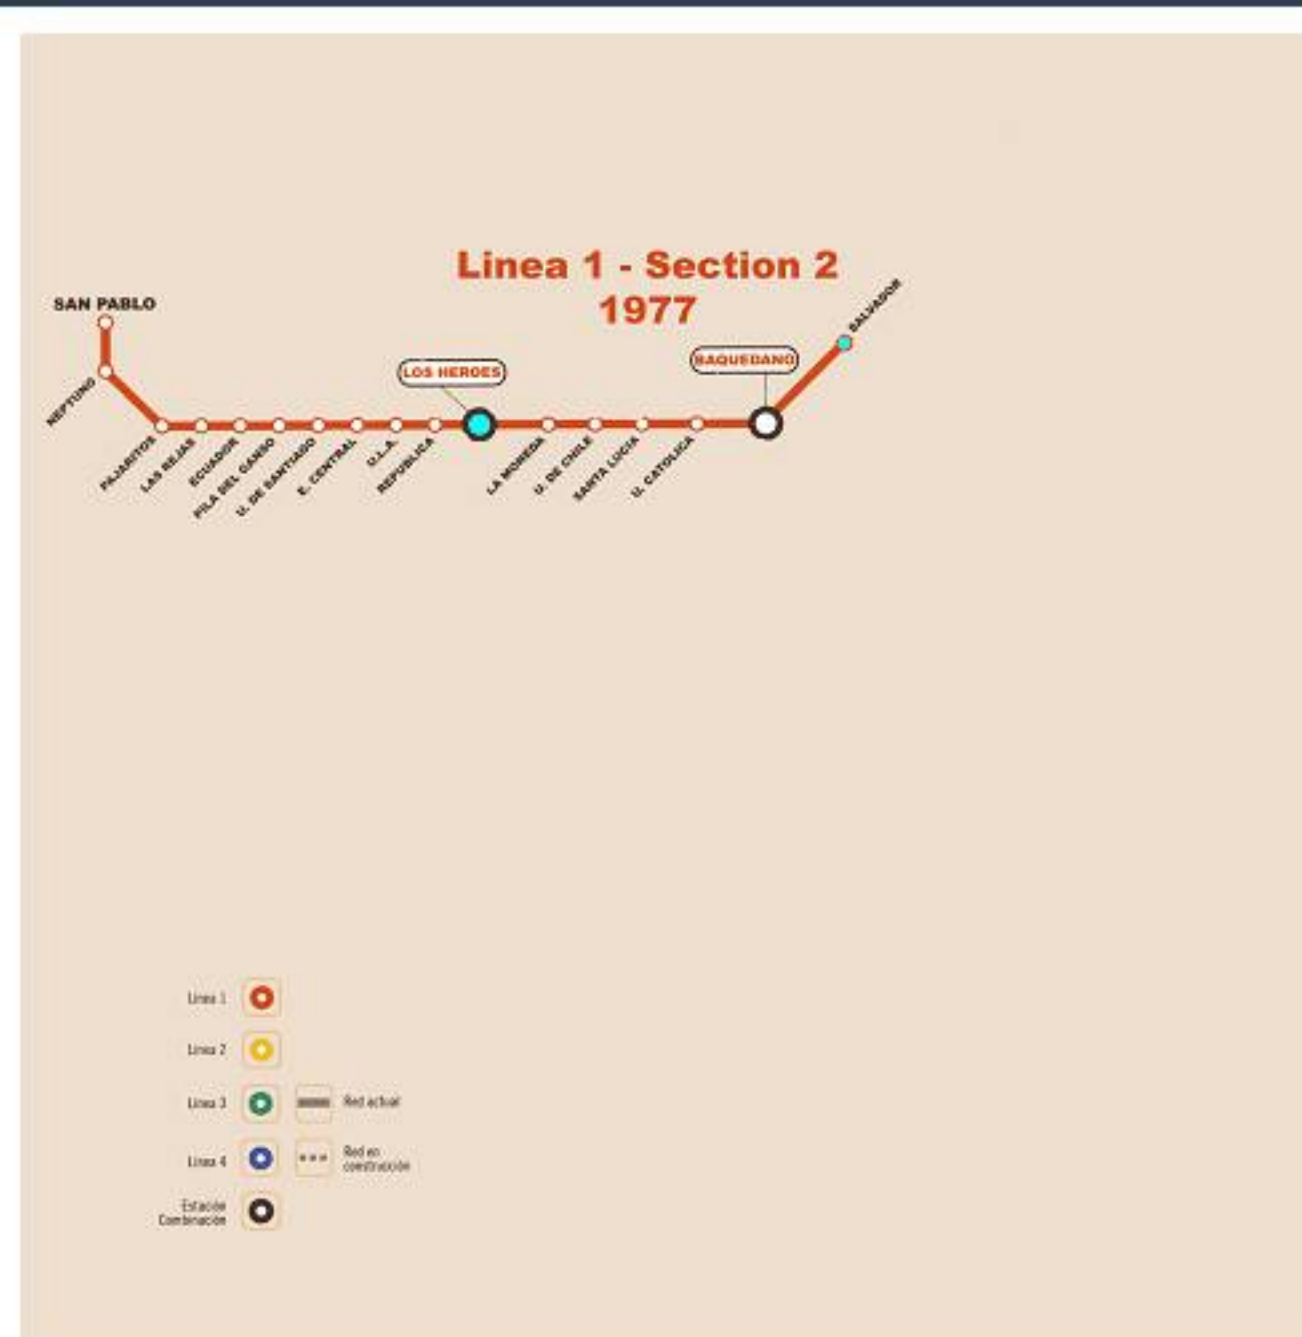 Linea 1 - Section 2
1977
SALVADOR
SAN PABLO
BAQUEDANO
LOS HEROES
NEPTUNO
PAJARITOS
LAS REJAS
ECUADOR
PILA DEL GANSO
U. DE SANTIAGO
E. CENTRAL
U.L.A.
REPUBLICA
LA MONEDA
U. DE CHILE
SANTA LUCIA
U. CATOLICA
Linea 1
Linea 2
Linea 3
Red actual
Linea 4
Red en
construcción
Estación
Combinación